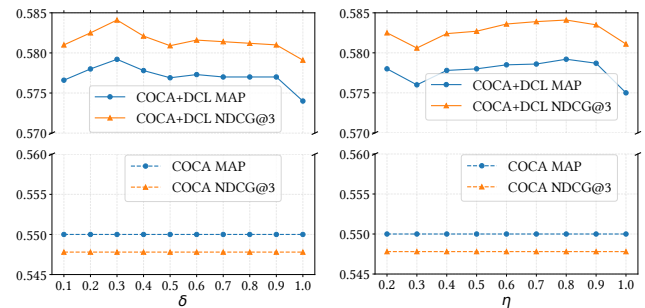 0.585
0.580
0.575
0.570
COCA+DCL MAP
COCA+DCL NDCG@3
0.560
0.555
0.550
0.545
COCA MAP
COCA NDCG@3
0.1 0.2 0.3 0.4 0.5 0.6 0.7 0.8 0.9 1.0
δ
0.585
0.580
0.575
0.570
COCA+DCL MAP
COCA+DCL NDCG@3
0.560
0.555
0.550
0.545
COCA MAP
COCA NDCG@3
0.2 0.3 0.4 0.5 0.6 0.7 0.8 0.9 1.0
η